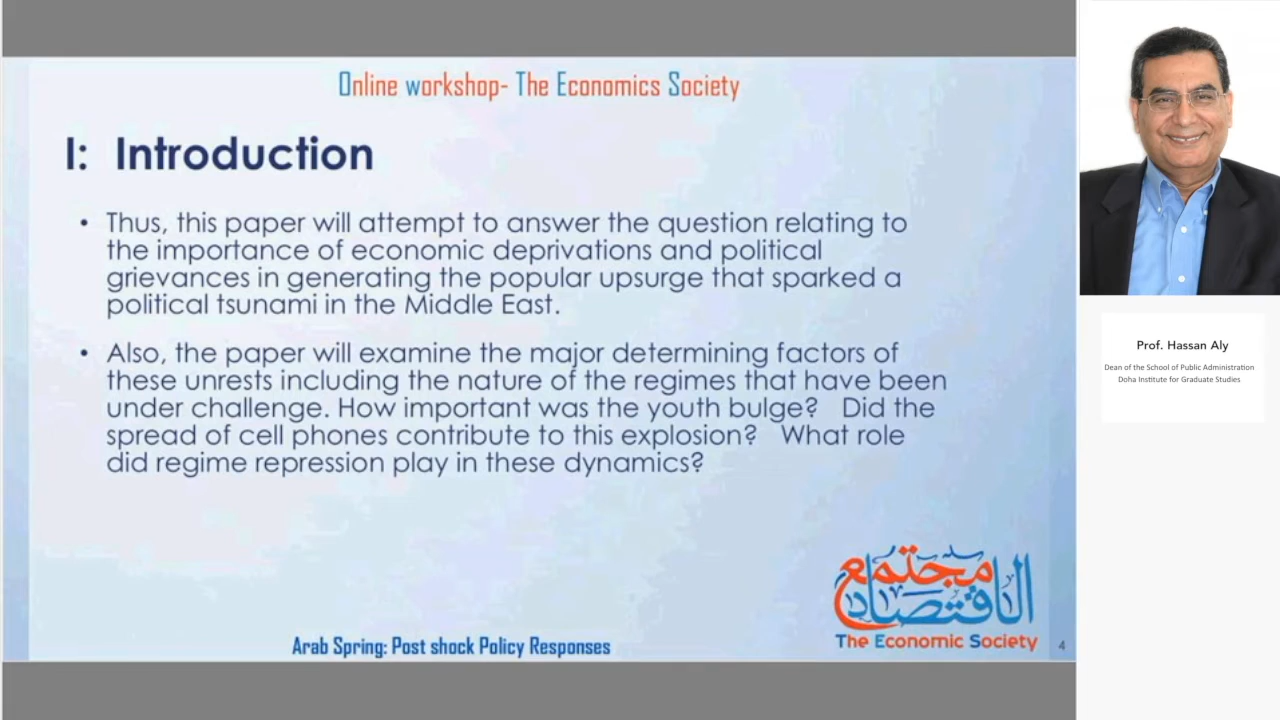 Online workshop- The Economics Society
I: Introduction
• Thus, this paper will attempt to answer the question relating to
the importance of economic deprivations and political
grievances in generating the popular upsurge that sparked a
political tsunami in the Middle East.
• Also, the paper will examine the major determining factors of
these unrests including the nature of the regimes that have been
under challenge. How important was the youth bulge? Did the
spread of cell phones contribute to this explosion? What role
did regime repression play in these dynamics?
مجتمع
الاقتصاد
The Economic Society
Arab Spring: Post shock Policy Responses
4
Prof. Hassan Aly
Dean of the School of Public Administration
Doha Institute for Graduate Studies